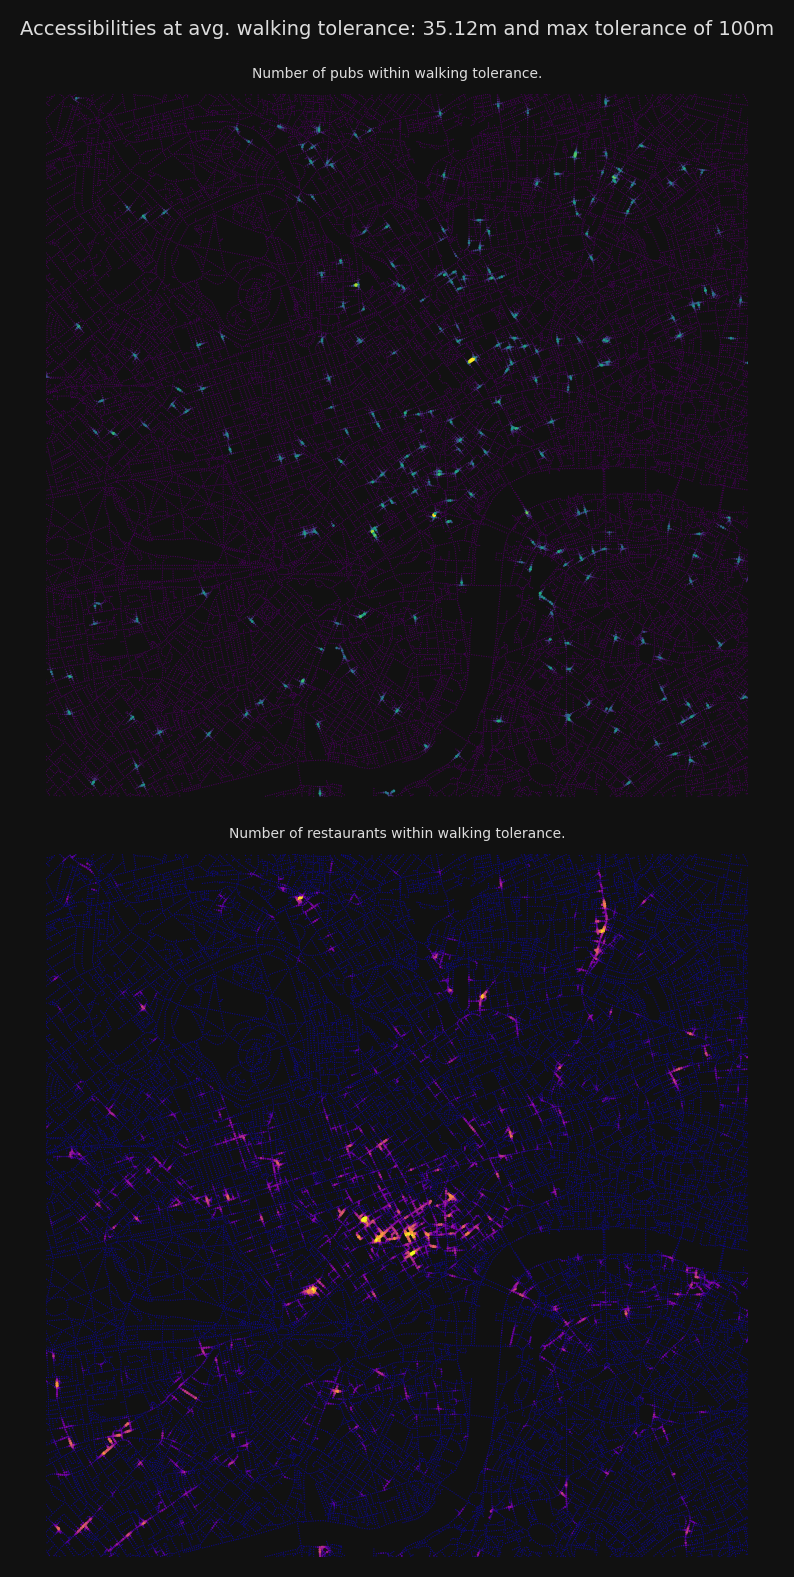 Accessibilities at avg. walking tolerance: 35.12m and max tolerance of 100m
Number of pubs within walking tolerance.
Number of restaurants within walking tolerance.